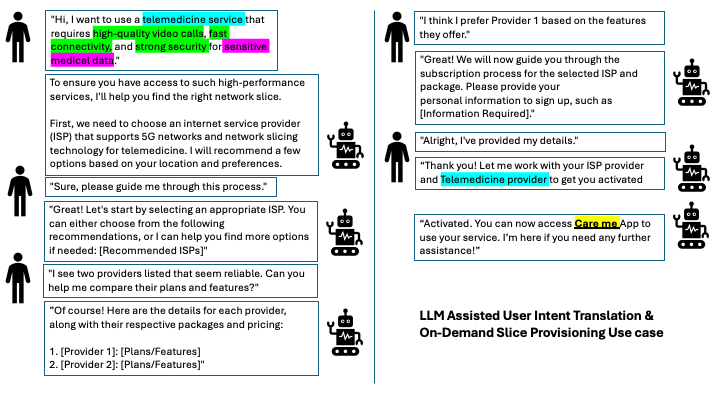 "Hi, I want to use a telemedicine service that
requires high-quality video calls, fast
connectivity, and strong security for sensitive
medical data."
To ensure you have access to such high-performance
services, I'll help you find the right network slice.
First, we need to choose an internet service provider
(ISP) that supports 5G networks and network slicing
technology for telemedicine. I will recommend a few
options based on your location and preferences.
"Sure, please guide me through this process."
"Great! Let's start by selecting an appropriate ISP. You
can either choose from the following
recommendations, or I can help you find more options
if needed: [Recommended ISPs]"
"I see two providers listed that seem reliable. Can you
help me compare their plans and features?"
"Of course! Here are the details for each provider,
along with their respective packages and pricing:
1. [Provider 1]: [Plans/Features]
2. [Provider 2]: [Plans/Features]"
"I think I prefer Provider 1 based on the features
they offer."
"Great! We will now guide you through the
subscription process for the selected ISP and
package. Please provide your
personal information to sign up, such as
[Information Required]."
"Alright, I've provided my details."
"Thank you! Let me work with your ISP provider
and Telemedicine provider to get you activated
"Activated. You can now access Care me App to
use your service. I'm here if you need any further
assistance!"
LLM Assisted User Intent Translation &
On-Demand Slice Provisioning Use case